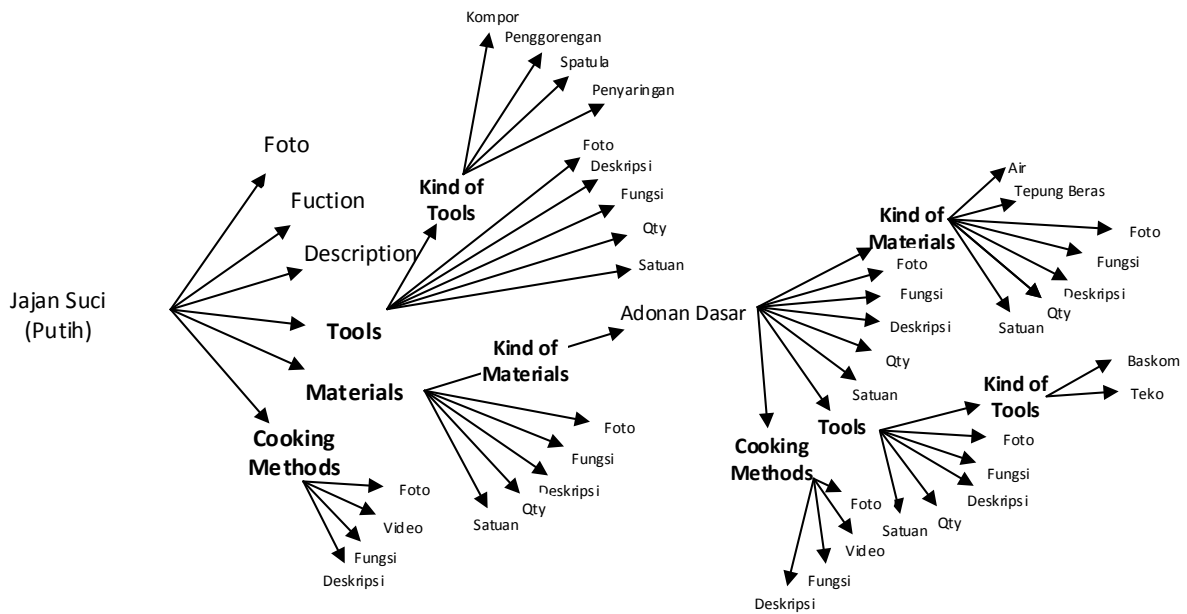 Kompor
Penggorengan
Spatula
Penyaringan
Foto
Fuction
Description
Kind of
Tools
Foto
Deskripsi
Fungsi
Qty
Satuan
Jajan Suci
(Putih)
Tools
Materials
Cooking
Methods
Foto
Video
Fungsi
Deskripsi
Kind of
Materials
Foto
Fungsi
Deskripsi
Qty
Satuan
Adonan Dasar
Kind of
Materials
Air
Tepung Beras
Foto
Fungsi
Deskripsi
Qty
Satuan
Foto
Fungsi
Deskripsi
Qty
Satuan
Tools
Kind of
Tools
Baskom
Teko
Foto
Fungsi
Deskripsi
Qty
Satuan
Cooking
Methods
Foto
Video
Fungsi
Deskripsi